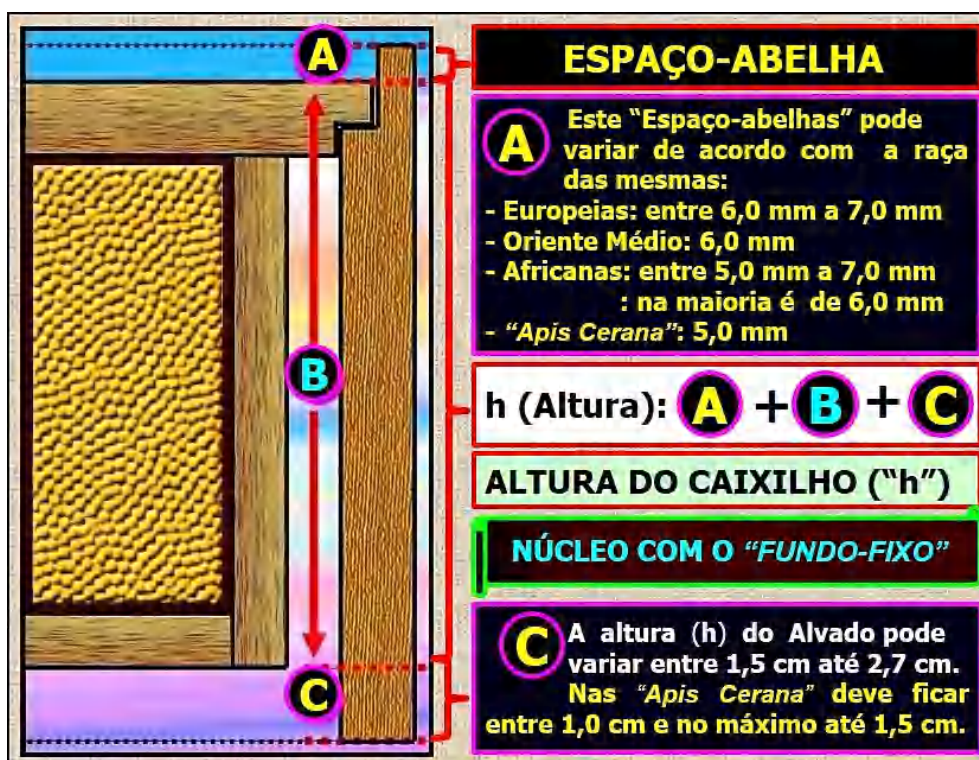 A
B
C
ESPAÇO-ABELHA
A Este “Espaço-abelhas” pode
variar de acordo com a raça
das mesmas:
- Europeias: entre 6,0 mm a 7,0 mm
- Oriente Médio: 6,0 mm
- Africanas: entre 5,0 mm a 7,0 mm
: na maioria é de 6,0 mm
- “Apis Cerana”: 5,0 mm
h (Altura): A + B + C
ALTURA DO CAIXILHO (“h”)
NÚCLEO COM O “FUNDO-FIXO”
C A altura (h) do Alvado pode
variar entre 1,5 cm até 2,7 cm.
Nas “Apis Cerana” deve ficar
entre 1,0 cm e no máximo até 1,5 cm.